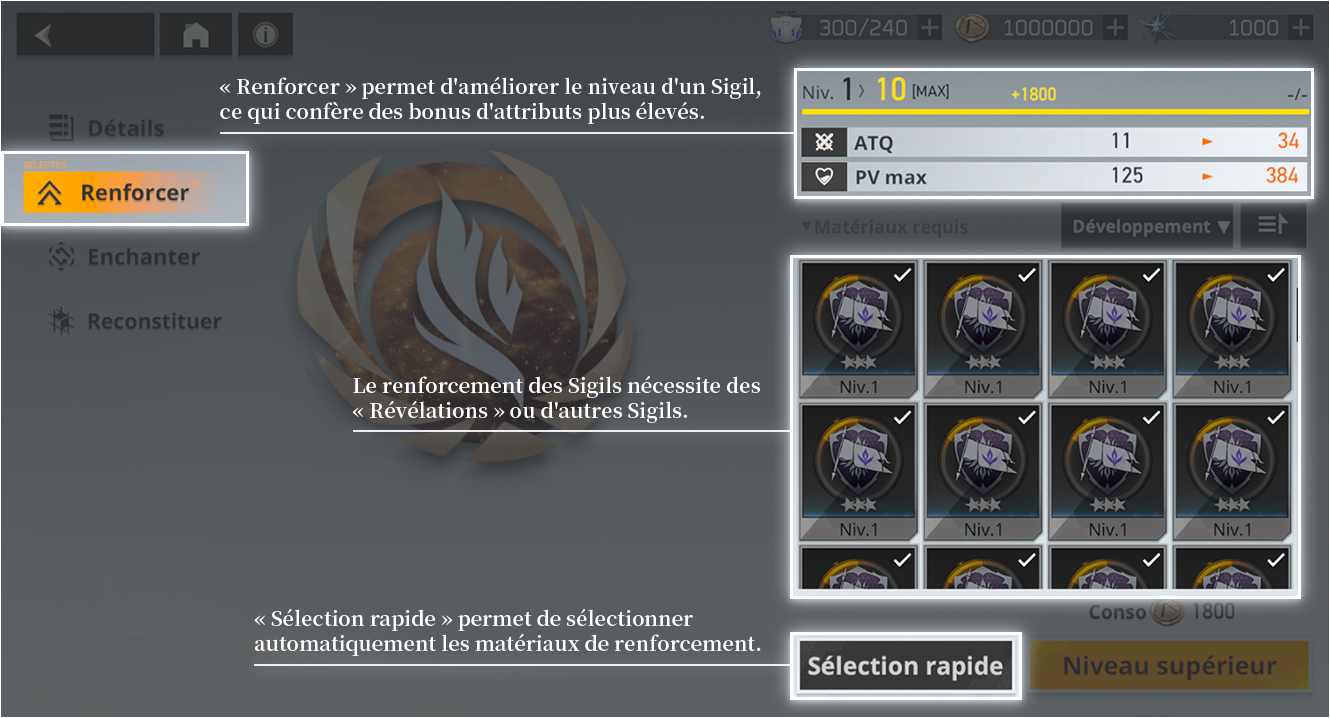 300/240
1000000
1000
« Renforcer » permet d'améliorer le niveau d'un Sigil,
ce qui confère des bonus d'attributs plus élevés.
Niv. 1 › 10 [MAX] +1800 -/-
ATQ 11 ► 34
PV max 125 ► 384
Détails
SELECTED
Renforcer
Enchanter
Reconstituer
▼Matériaux requis
Développement ▼
Niv.1
Niv.1
Niv.1
Niv.1
Le renforcement des Sigils nécessite des
« Révélations » ou d'autres Sigils.
Niv.1
Niv.1
Niv.1
Niv.1
« Sélection rapide » permet de sélectionner
automatiquement les matériaux de renforcement.
Conso 1800
Sélection rapide
Niveau supérieur